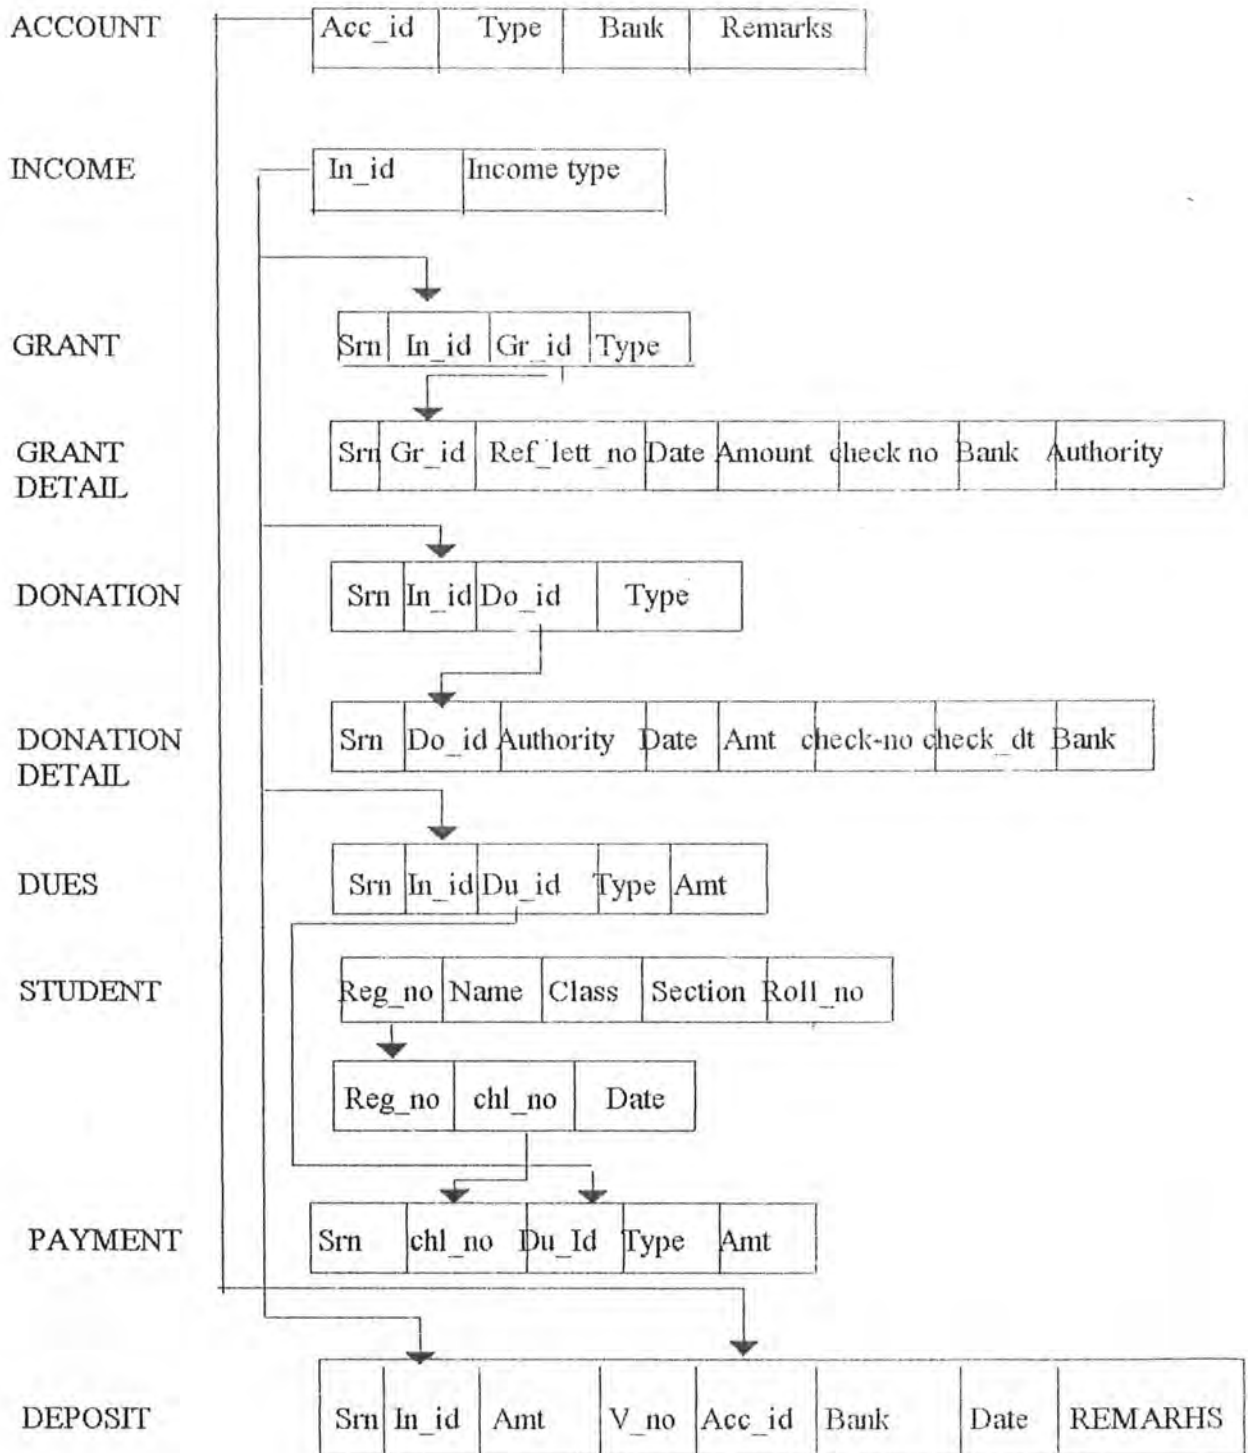 ACCOUNT Acc_id Type Bank Remarks
INCOME In_id Income type
GRANT Srn In_id Gr_id Type
GRANT DETAIL Srn Gr_id Ref_lett_no Date Amount check no Bank Authority
DONATION Srn In_id Do_id Type
DONATION DETAIL Srn Do_id Authority Date Amt check-no check_dt Bank
DUES Srn In_id Du_id Type Amt
STUDENT Reg_no Name Class Section Roll_no
Reg_no chl_no Date
PAYMENT Srn chl_no Du_Id Type Amt
DEPOSIT Srn In_id Amt V_no Acc_id Bank Date REMARHS